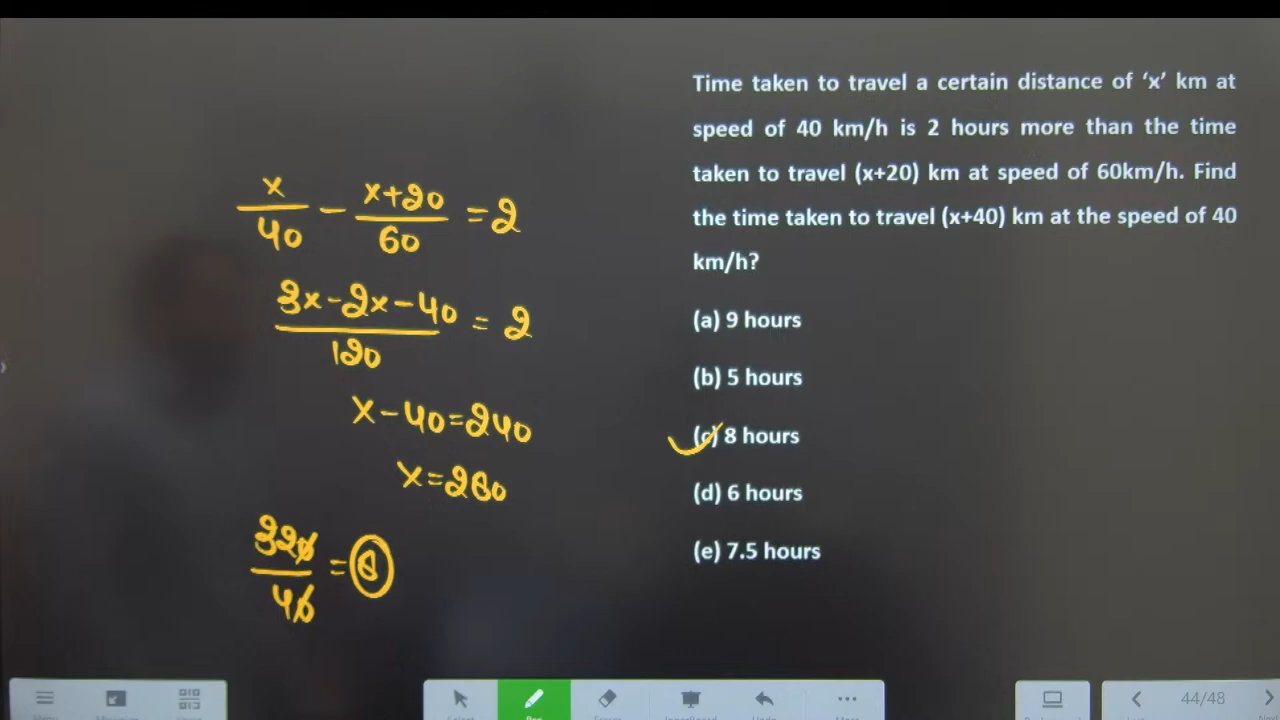 Time taken to travel a certain distance of ‘x’ km at
speed of 40 km/h is 2 hours more than the time
taken to travel (x+20) km at speed of 60km/h. Find
the time taken to travel (x+40) km at the speed of 40
km/h?
(a) 9 hours
(b) 5 hours
(c) 8 hours
(d) 6 hours
(e) 7.5 hours
x/40 - x+20/60 = 2
3x-2x-40/120 = 2
x-40=240
x=280
320/40 = 8
44/48